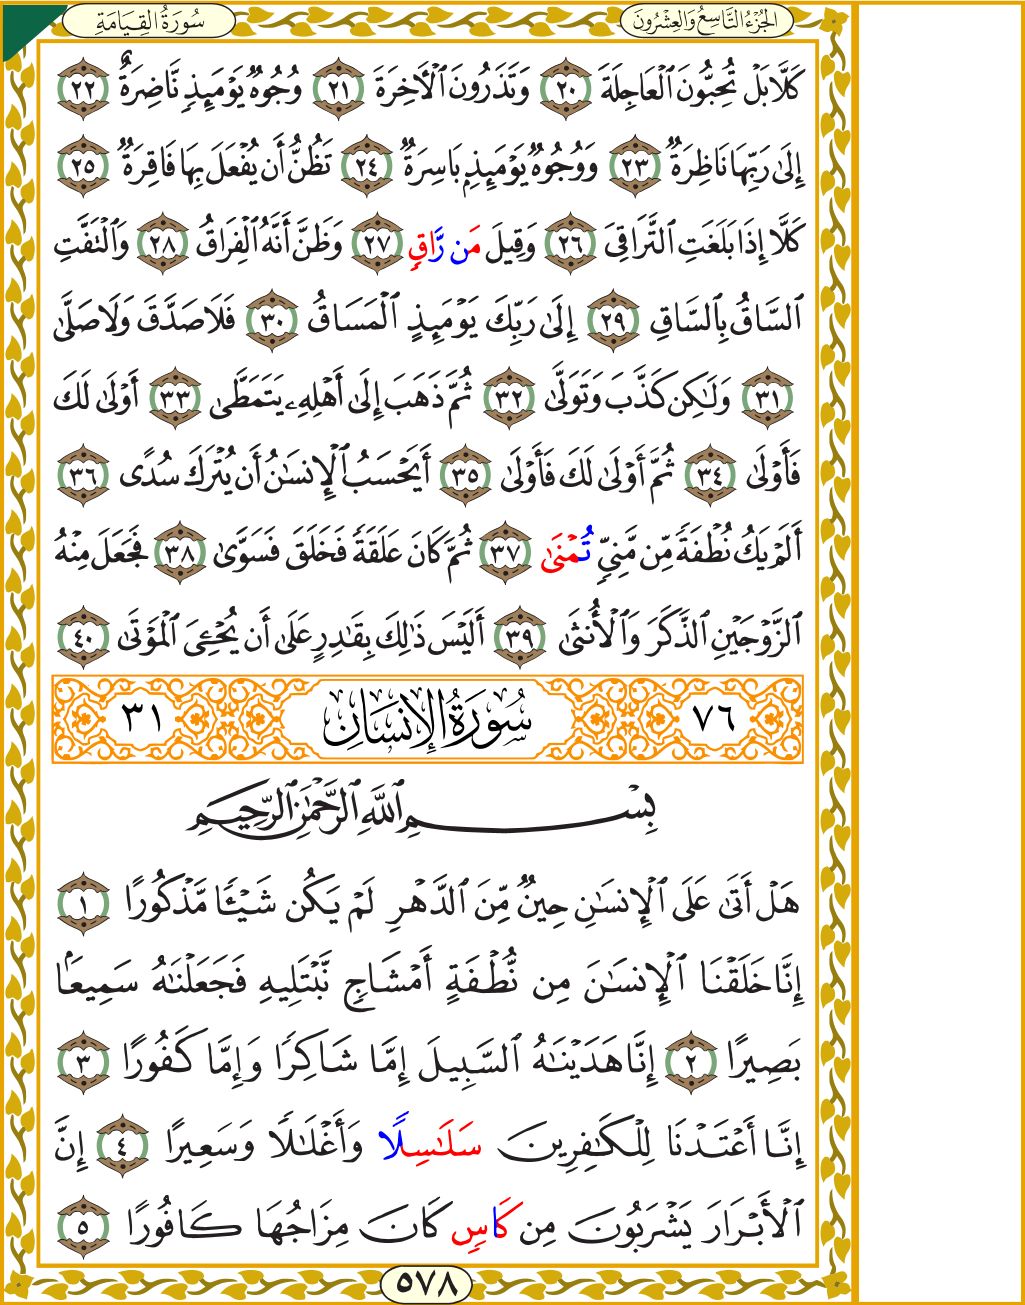 سُورَةُ القِيَامَةِ
الجُزْءُ التَّاسِعُ وَالعِشْرُونَ
كَلَّا بَلْ تُحِبُّونَ ٱلْعَاجِلَةَ ٢٠ وَتَذَرُونَ ٱلْأَخِرَةَ ٢١ وُجُوهٌ يَوْمَئِذٍ نَّاضِرَةٌ ٢٢
إِلَىٰ رَبِّهَا نَاظِرَةٌ ٢٣ وَوُجُوهٌ يَوْمَئِذٍ بَاسِرَةٌ ٢٤ تَظُنُّ أَن يُفْعَلَ بِهَا فَاقِرَةٌ ٢٥
كَلَّا إِذَا بَلَغَتِ ٱلتَّرَاقِىَ ٢٦ وَقِيلَ مَن رَّاقٍ ٢٧ وَظَنَّ أَنَّهُ ٱلْفِرَاقُ ٢٨ وَٱلْتَفَّتِ
ٱلسَّاقُ بِٱلسَّاقِ ٢٩ إِلَىٰ رَبِّكَ يَوْمَئِذٍ ٱلْمَسَاقُ ٣٠ فَلَا صَدَّقَ وَلَا صَلَّىٰ
٣١ وَلَٰكِن كَذَّبَ وَتَوَلَّىٰ ٣٢ ثُمَّ ذَهَبَ إِلَىٰ أَهْلِهِۦ يَتَمَطَّىٰ ٣٣ أَوْلَىٰ لَكَ
فَأَوْلَىٰ ٣٤ ثُمَّ أَوْلَىٰ لَكَ فَأَوْلَىٰ ٣٥ أَيَحْسَبُ ٱلْإِنسَٰنُ أَن يُتْرَكَ سُدًى ٣٦
أَلَمْ يَكُ نُطْفَةً مِّن مَّنِىٍّ تُمْنَىٰ ٣٧ ثُمَّ كَانَ عَلَقَةً فَخَلَقَ فَسَوَّىٰ ٣٨ فَجَعَلَ مِنْهُ
ٱلزَّوْجَيْنِ ٱلذَّكَرَ وَٱلْأُنثَىٰ ٣٩ أَلَيْسَ ذَٰلِكَ بِقَٰدِرٍ عَلَىٰ أَن يُحْـِۧىَ ٱلْمَوْتَىٰ ٤٠
٧٦ سُورَةُ الإِنسَانِ ٣١
بِسْمِ ٱللَّهِ ٱلرَّحْمَٰنِ ٱلرَّحِيمِ
هَلْ أَتَىٰ عَلَى ٱلْإِنسَٰنِ حِينٌ مِّنَ ٱلدَّهْرِ لَمْ يَكُن شَيْـًٔا مَّذْكُورًا ١
إِنَّا خَلَقْنَا ٱلْإِنسَٰنَ مِن نُّطْفَةٍ أَمْشَاجٍ نَّبْتَلِيهِ فَجَعَلْنَٰهُ سَمِيعًۢا
بَصِيرًا ٢ إِنَّا هَدَيْنَٰهُ ٱلسَّبِيلَ إِمَّا شَاكِرًا وَإِمَّا كَفُورًا ٣
إِنَّا أَعْتَدْنَا لِلْكَٰفِرِينَ سَلَٰسِلًا وَأَغْلَٰلًا وَسَعِيرًا ٤ إِنَّ
ٱلْأَبْرَارَ يَشْرَبُونَ مِن كَاسٍ كَانَ مِزَاجُهَا كَافُورًا ٥
٥٧٨